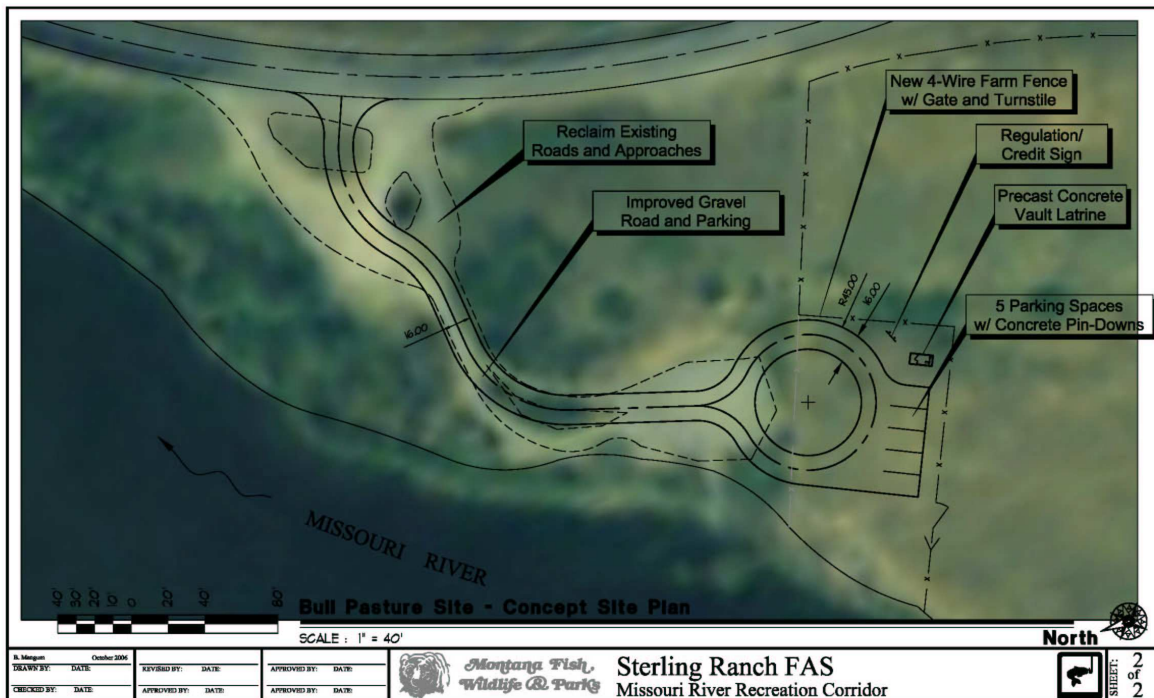 New 4-Wire Farm Fence
w/ Gate and Turnstile
Reclaim Existing
Roads and Approaches
Regulation/
Credit Sign
Improved Gravel
Road and Parking
Precast Concrete
Vault Latrine
R45.00
16.00
5 Parking Spaces
w/ Concrete Pin-Downs
16.00
MISSOURI RIVER
40' 30' 20' 10' 0 20' 40' 80'
Bull Pasture Site - Concept Site Plan
SCALE : 1" = 40'
North
B. Mangum October 2006
DRAWN BY: DATE:
CHECKED BY: DATE:
REVISED BY: DATE:
APPROVED BY: DATE:
APPROVED BY: DATE:
APPROVED BY: DATE:
Montana Fish,
Wildlife & Parks
Sterling Ranch FAS
Missouri River Recreation Corridor
SHEET:
2
of
2